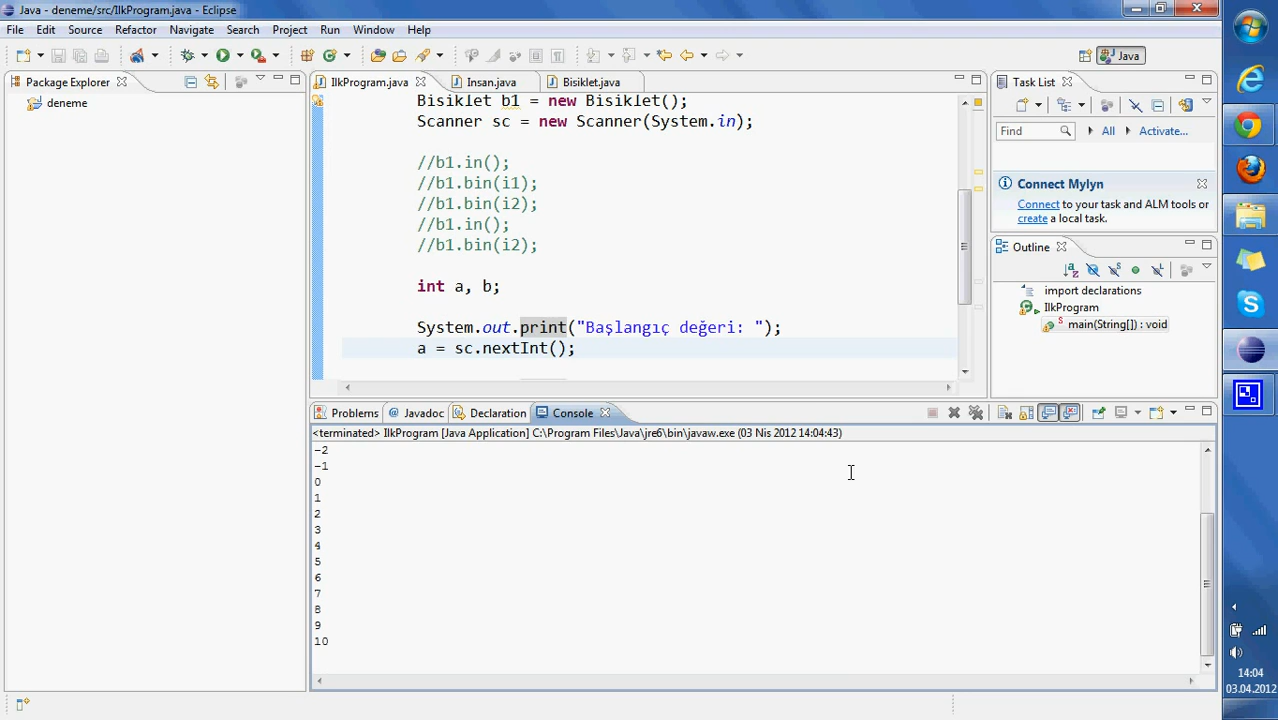 Java - deneme/src/IlkProgram.java - Eclipse
File Edit Source Refactor Navigate Search Project Run Window Help
Java
Package Explorer
deneme
IlkProgram.java
Insan.java
Bisiklet.java
Bisiklet b1 = new Bisiklet();
Scanner sc = new Scanner(System.in);
//b1.in();
//b1.bin(i1);
//b1.bin(i2);
//b1.in();
//b1.bin(i2);
int a, b;
System.out.print("Başlangıç değeri: ");
a = sc.nextInt();
Task List
Find
All
Activate...
Connect Mylyn
Connect to your task and ALM tools or
create a local task.
Outline
import declarations
IlkProgram
main(String[]) : void
Problems
@ Javadoc
Declaration
Console
<terminated> IlkProgram [Java Application] C:\Program Files\Java\jre6\bin\javaw.exe (03 Nis 2012 14:04:43)
-2
-1
0
1
2
3
4
5
6
7
8
9
10
14:04
03.04.2012